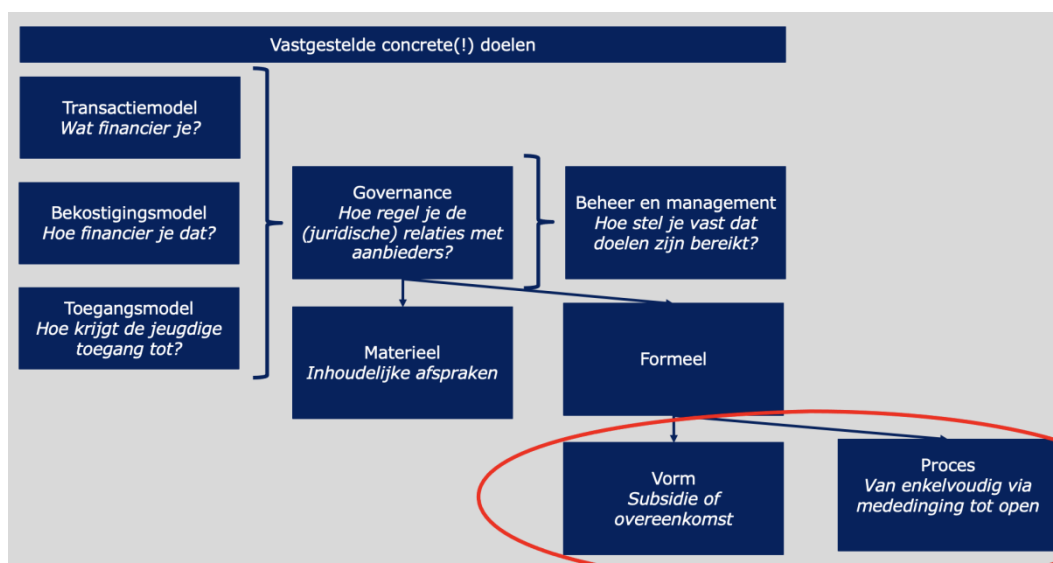 Vastgestelde concrete(!) doelen
Transactiemodel
Wat financier je?
Bekostigingsmodel
Hoe financier je dat?
Toegangsmodel
Hoe krijgt de jeugdige
toegang tot?
Governance
Hoe regel je de
(juridische) relaties met
aanbieders?
Beheer en management
Hoe stel je vast dat
doelen zijn bereikt?
Materieel
Inhoudelijke afspraken
Formeel
Vorm
Subsidie of
overeenkomst
Proces
Van enkelvoudig via
mededinging tot open